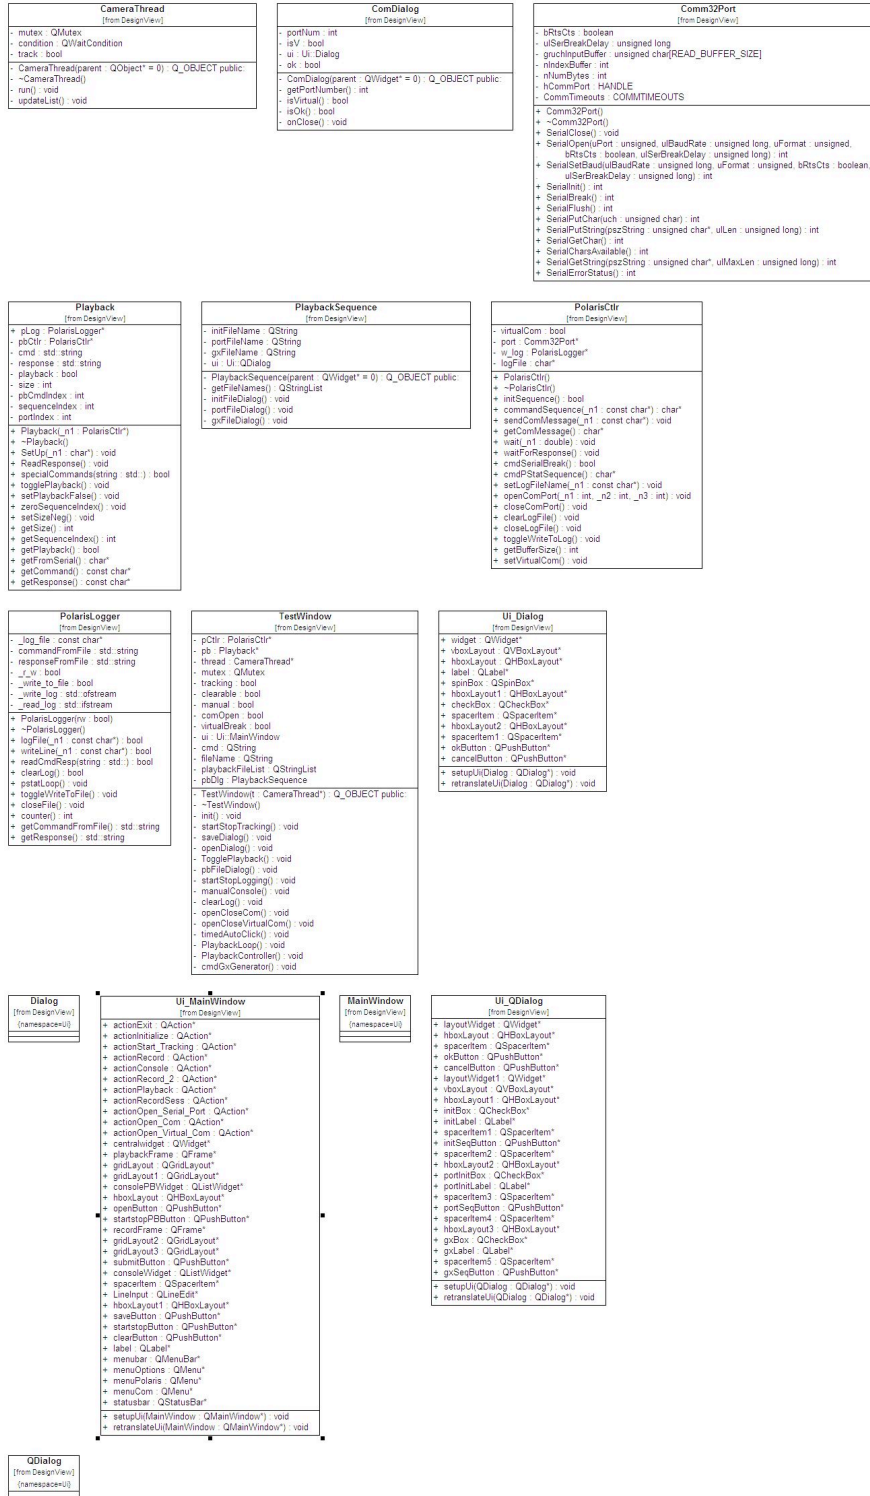 CameraThread
[from DesignView]
- mutex : QMutex
- condition : QWaitCondition
- track : bool
- CameraThread(parent : QObject* = 0) : Q_OBJECT public:
- ~CameraThread()
- run() : void
- updateList() : void
ComDialog
[from DesignView]
- portNum : int
- isV : bool
- ui : Ui::Dialog
- ok : bool
- ComDialog(parent : QWidget* = 0) : Q_OBJECT public:
- getPortNumber() : int
- isVirtual() : bool
- isOk() : bool
- onClose() : void
Comm32Port
[from DesignView]
- bRtsCts : boolean
- ulSerBreakDelay : unsigned long
- gruchInputBuffer : unsigned char[READ_BUFFER_SIZE]
- nIndexBuffer : int
- nNumBytes : int
- hCommPort : HANDLE
- CommTimeouts : COMMTIMEOUTS
+ Comm32Port()
+ ~Comm32Port()
+ SerialClose() : void
+ SerialOpen(uPort : unsigned, ulBaudRate : unsigned long, uFormat : unsigned,
bRtsCts : boolean, ulSerBreakDelay : unsigned long) : int
+ SerialSetBaud(ulBaudRate : unsigned long, uFormat : unsigned, bRtsCts : boolean,
ulSerBreakDelay : unsigned long) : int
+ SerialInit() : int
+ SerialBreak() : int
+ SerialFlush() : int
+ SerialPutChar(uch : unsigned char) : int
+ SerialPutString(pszString : unsigned char*, ulLen : unsigned long) : int
+ SerialGetChar() : int
+ SerialCharsAvailable() : int
+ SerialGetString(pszString : unsigned char*, ulMaxLen : unsigned long) : int
+ SerialErrorStatus() : int
Playback
[from DesignView]
+ pLog : PolarisLogger*
- pbCtlr : PolarisCtlr*
- cmd : std::string
- response : std::string
- playback : bool
- size : int
- pbCmdIndex : int
- sequenceIndex : int
- portIndex : int
+ Playback(_n1 : PolarisCtlr*)
+ ~Playback()
+ SetUp(_n1 : char*) : void
+ ReadResponse() : void
+ specialCommands(string : std::) : bool
+ togglePlayback() : void
+ setPlaybackFalse() : void
+ zeroSequenceIndex() : void
+ setSizeNeg() : void
+ getSize() : int
+ getSequenceIndex() : int
+ getPlayback() : bool
+ getFromSerial() : char*
+ getCommand() : const char*
+ getResponse() : const char*
PlaybackSequence
[from DesignView]
- initFileName : QString
- portFileName : QString
- gxFileName : QString
- ui : Ui::QDialog
- PlaybackSequence(parent : QWidget* = 0) : Q_OBJECT public:
- getFileNames() : QStringList
- initFileDialog() : void
- portFileDialog() : void
- gxFileDialog() : void
PolarisCtlr
[from DesignView]
- virtualCom : bool
- port : Comm32Port*
- w_log : PolarisLogger*
- logFile : char*
+ PolarisCtlr()
+ ~PolarisCtlr()
+ initSequence() : bool
+ commandSequence(_n1 : const char*) : char*
+ sendComMessage(_n1 : const char*) : void
+ getComMessage() : char*
+ wait(_n1 : double) : void
+ waitForResponse() : void
+ cmdSerialBreak() : bool
+ cmdPStatSequence() : char*
+ setLogFileName(_n1 : const char*) : void
+ openComPort(_n1 : int, _n2 : int, _n3 : int) : void
+ closeComPort() : void
+ clearLogFile() : void
+ closeLogFile() : void
+ toggleWriteToLog() : void
+ getBufferSize() : int
+ setVirtualCom() : void
PolarisLogger
[from DesignView]
- _log_file : const char*
- commandFromFile : std::string
- responseFromFile : std::string
- _r_w : bool
- _write_to_file : bool
- _write_log : std::ofstream
- _read_log : std::ifstream
+ PolarisLogger(rw : bool)
+ ~PolarisLogger()
+ logFile(_n1 : const char*) : bool
+ writeLine(_n1 : const char*) : bool
+ readCmdResp(string : std::) : bool
+ clearLog() : bool
+ pstatLoop() : void
+ toggleWriteToFile() : void
+ closeFile() : void
+ counter() : int
+ getCommandFromFile() : std::string
+ getResponse() : std::string
TestWindow
[from DesignView]
- pCtlr : PolarisCtlr*
- pb : Playback*
- thread : CameraThread*
- mutex : QMutex
- tracking : bool
- clearable : bool
- manual : bool
- comOpen : bool
- virtualBreak : bool
- ui : Ui::MainWindow
- cmd : QString
- fileName : QString
- playbackFileList : QStringList
- pbDlg : PlaybackSequence
- TestWindow(t : CameraThread*) : Q_OBJECT public:
- ~TestWindow()
- init() : void
- startStopTracking() : void
- saveDialog() : void
- openDialog() : void
- TogglePlayback() : void
- pbFileDialog() : void
- startStopLogging() : void
- manualConsole() : void
- clearLog() : void
- openCloseCom() : void
- openCloseVirtualCom() : void
- timedAutoClick() : void
- PlaybackLoop() : void
- PlaybackController() : void
- cmdGxGenerator() : void
Ui_Dialog
[from DesignView]
+ widget : QWidget*
+ vboxLayout : QVBoxLayout*
+ hboxLayout : QHBoxLayout*
+ label : QLabel*
+ spinBox : QSpinBox*
+ hboxLayout1 : QHBoxLayout*
+ checkBox : QCheckBox*
+ spacerItem : QSpacerItem*
+ hboxLayout2 : QHBoxLayout*
+ spacerItem1 : QSpacerItem*
+ okButton : QPushButton*
+ cancelButton : QPushButton*
+ setupUi(Dialog : QDialog*) : void
+ retranslateUi(Dialog : QDialog*) : void
Dialog
[from DesignView]
{namespace=Ui}
Ui_MainWindow
[from DesignView]
+ actionExit : QAction*
+ actionInitialize : QAction*
+ actionStart_Tracking : QAction*
+ actionRecord : QAction*
+ actionConsole : QAction*
+ actionRecord_2 : QAction*
+ actionPlayback : QAction*
+ actionRecordSess : QAction*
+ actionOpen_Serial_Port : QAction*
+ actionOpen_Com : QAction*
+ actionOpen_Virtual_Com : QAction*
+ centralwidget : QWidget*
+ playbackFrame : QFrame*
+ gridLayout : QGridLayout*
+ gridLayout1 : QGridLayout*
+ consolePBWidget : QListWidget*
+ hboxLayout : QHBoxLayout*
+ openButton : QPushButton*
+ startstopPBButton : QPushButton*
+ recordFrame : QFrame*
+ gridLayout2 : QGridLayout*
+ gridLayout3 : QGridLayout*
+ submitButton : QPushButton*
+ consoleWidget : QListWidget*
+ spacerItem : QSpacerItem*
+ LineInput : QLineEdit*
+ hboxLayout1 : QHBoxLayout*
+ saveButton : QPushButton*
+ startstopButton : QPushButton*
+ clearButton : QPushButton*
+ label : QLabel*
+ menubar : QMenuBar*
+ menuOptions : QMenu*
+ menuPolaris : QMenu*
+ menuCom : QMenu*
+ statusbar : QStatusBar*
+ setupUi(MainWindow : QMainWindow*) : void
+ retranslateUi(MainWindow : QMainWindow*) : void
MainWindow
[from DesignView]
{namespace=Ui}
Ui_QDialog
[from DesignView]
+ layoutWidget : QWidget*
+ hboxLayout : QHBoxLayout*
+ spacerItem : QSpacerItem*
+ okButton : QPushButton*
+ cancelButton : QPushButton*
+ layoutWidget1 : QWidget*
+ vboxLayout : QVBoxLayout*
+ hboxLayout1 : QHBoxLayout*
+ initBox : QCheckBox*
+ initLabel : QLabel*
+ spacerItem1 : QSpacerItem*
+ initSeqButton : QPushButton*
+ spacerItem2 : QSpacerItem*
+ hboxLayout2 : QHBoxLayout*
+ portInitBox : QCheckBox*
+ portInitLabel : QLabel*
+ spacerItem3 : QSpacerItem*
+ portSeqButton : QPushButton*
+ spacerItem4 : QSpacerItem*
+ hboxLayout3 : QHBoxLayout*
+ gxBox : QCheckBox*
+ gxLabel : QLabel*
+ spacerItem5 : QSpacerItem*
+ gxSeqButton : QPushButton*
+ setupUi(QDialog : QDialog*) : void
+ retranslateUi(QDialog : QDialog*) : void
QDialog
[from DesignView]
{namespace=Ui}